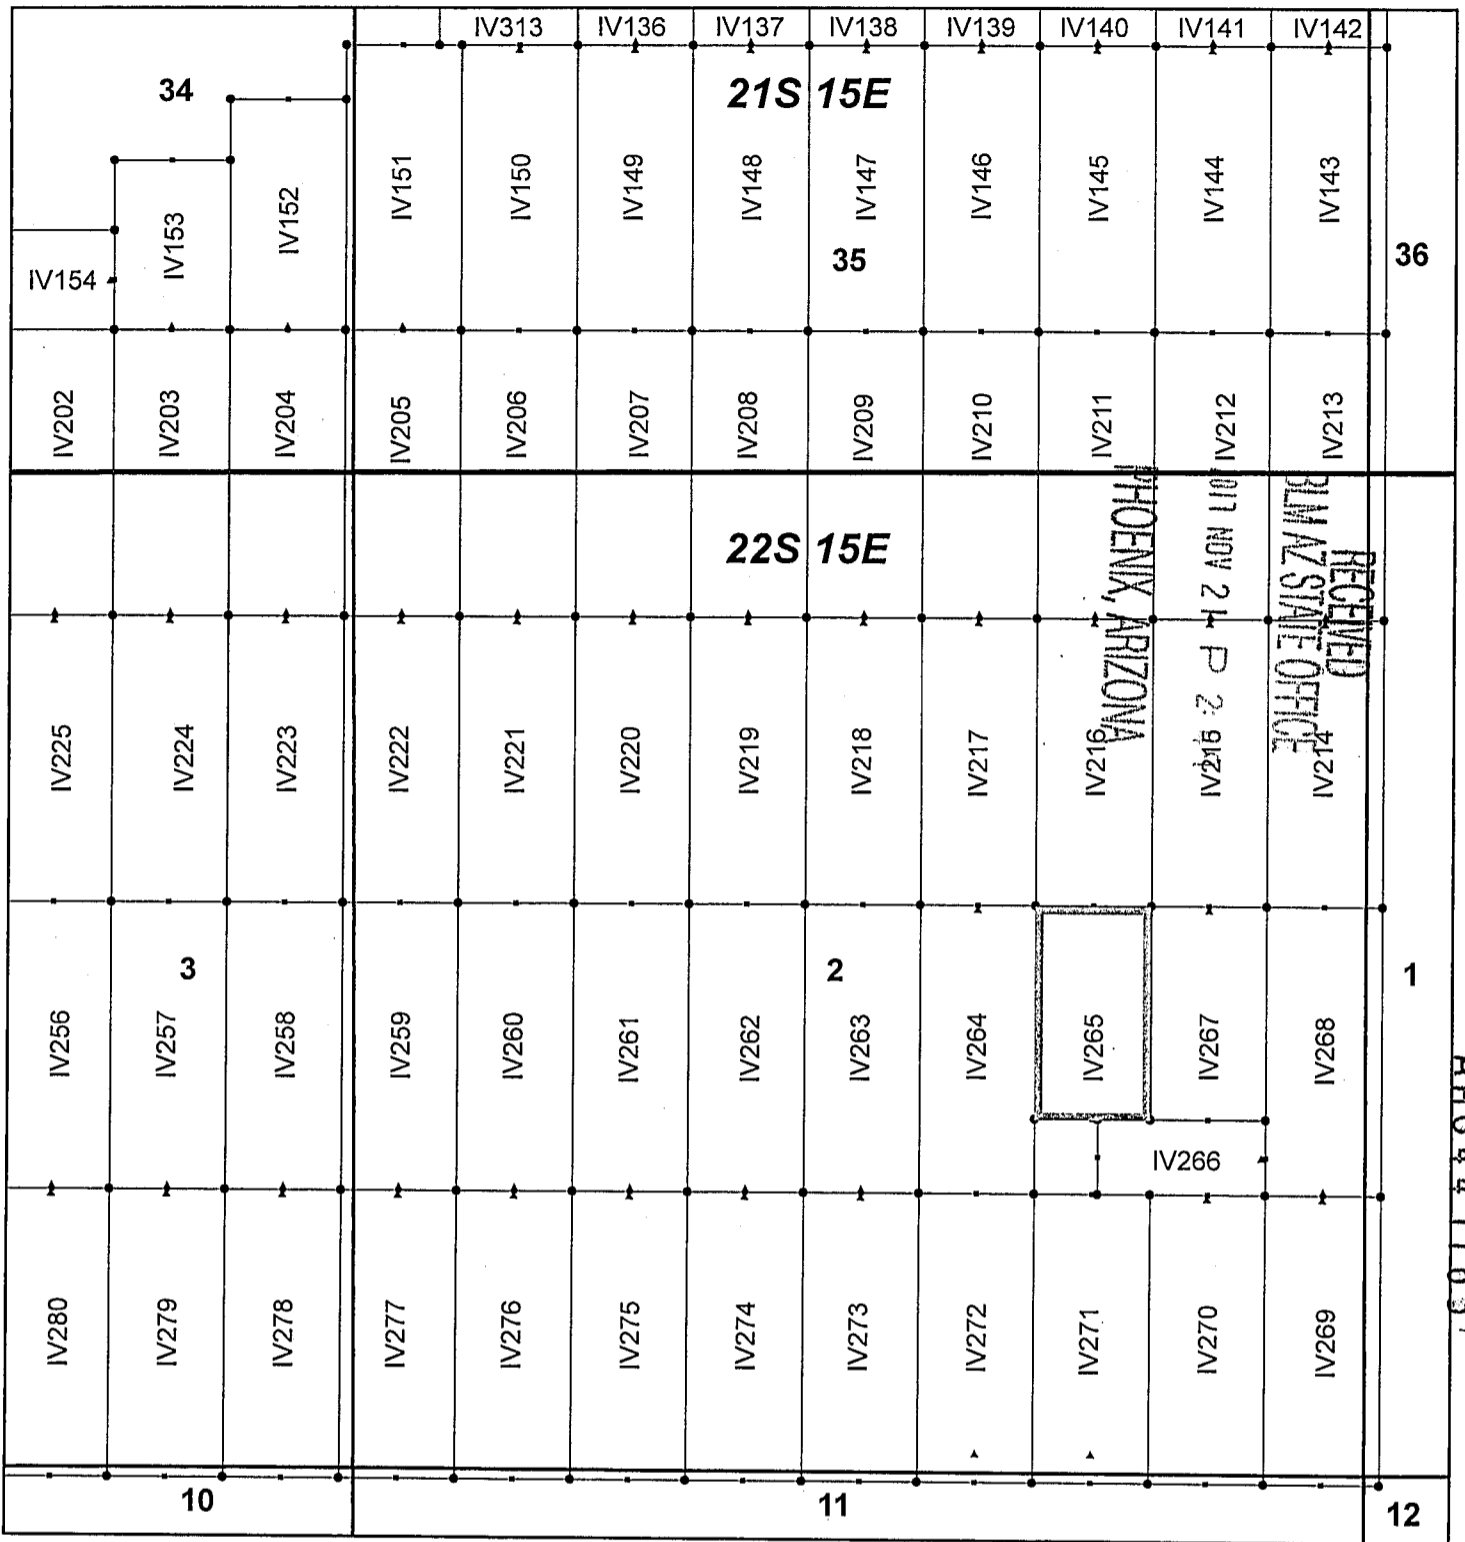 IV313 IV136 IV137 IV138 IV139 IV140 IV141 IV142
34
21S 15E
IV154 IV153 IV152 IV151 IV150 IV149 IV148 IV147 IV146 IV145 IV144 IV143
35
36
IV202 IV203 IV204 IV205 IV206 IV207 IV208 IV209 IV210 IV211 IV212 IV213
22S 15E
RECEIVED
BLM AZ STATE OFFICE
NOV 21 P 2:
PHOENIX, ARIZONA
IV225 IV224 IV223 IV222 IV221 IV220 IV219 IV218 IV217 IV216 IV214
3
2
1
IV256 IV257 IV258 IV259 IV260 IV261 IV262 IV263 IV264 IV265 IV267 IV268
IV266
IV280 IV279 IV278 IV277 IV276 IV275 IV274 IV273 IV272 IV271 IV270 IV269
10
11
12